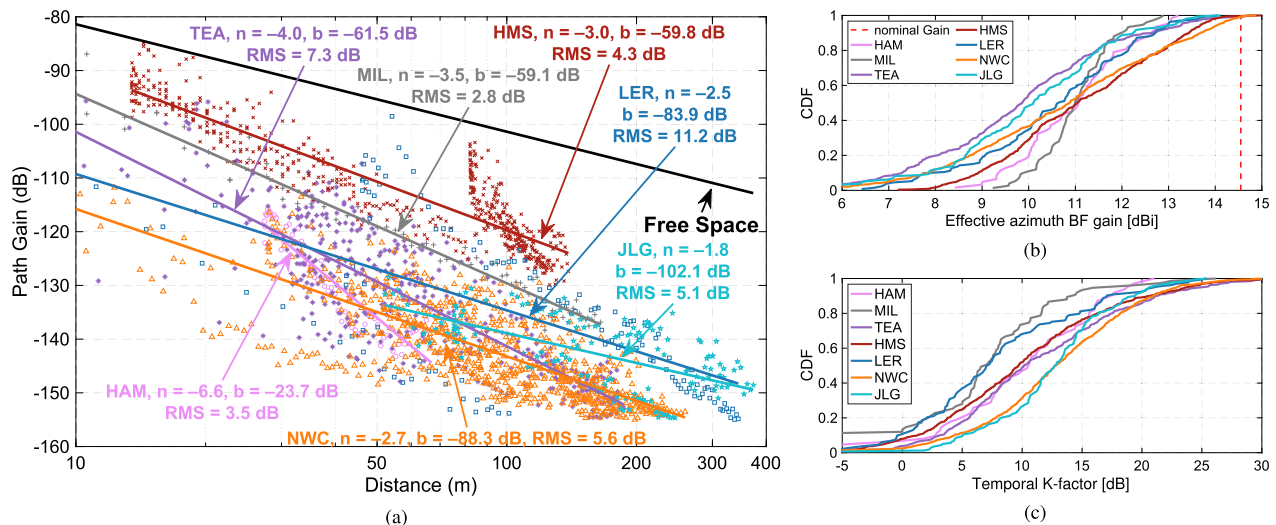 −80
−90
−100
−110
−120
−130
−140
−150
−160
Path Gain (dB)
TEA, n = −4.0, b = −61.5 dB
RMS = 7.3 dB
HMS, n = −3.0, b = −59.8 dB
RMS = 4.3 dB
MIL, n = −3.5, b = −59.1 dB
RMS = 2.8 dB
LER, n = −2.5
b = −83.9 dB
RMS = 11.2 dB
Free Space
JLG, n = −1.8
b = −102.1 dB
RMS = 5.1 dB
HAM, n = −6.6, b = −23.7 dB
RMS = 3.5 dB
NWC, n = −2.7, b = −88.3 dB, RMS = 5.6 dB
10 50 100 200 300 400
Distance (m)
(a)
1
0.8
0.6
0.4
0.2
0
CDF
nominal Gain
HAM
MIL
TEA
HMS
LER
NWC
JLG
6 7 8 9 10 11 12 13 14 15
Effective azimuth BF gain [dBi]
(b)
1
0.8
0.6
0.4
0.2
0
CDF
HAM
MIL
TEA
HMS
LER
NWC
JLG
-5 0 5 10 15 20 25 30
Temporal K-factor [dB]
(c)